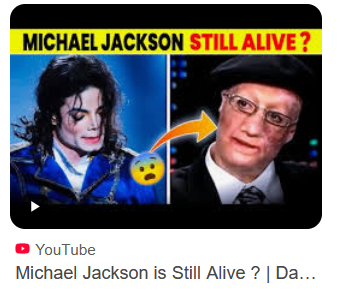 MICHAEL JACKSON STILL ALIVE ?
YouTube
Michael Jackson is Still Alive ? | Da...